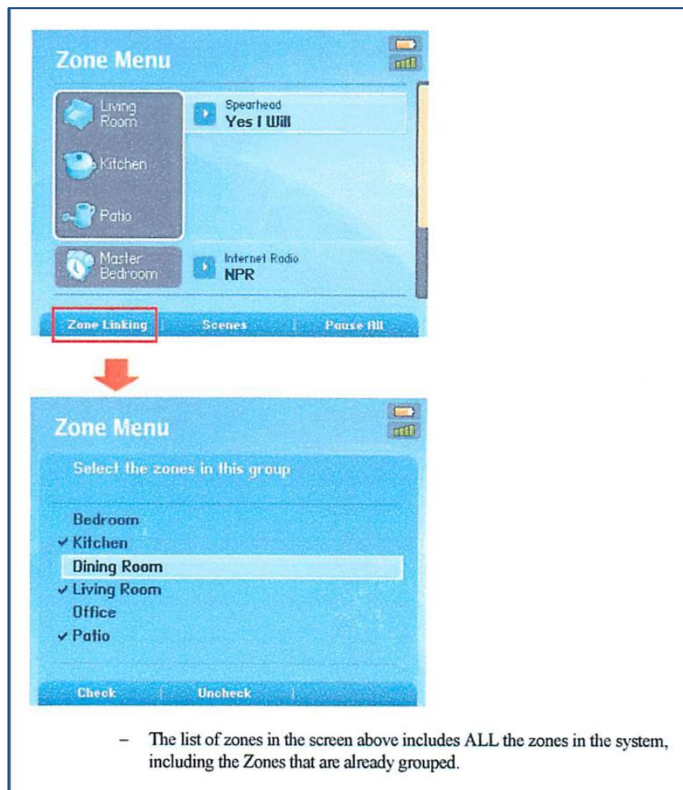 Zone Menu
Living
Room
Spearhead
Yes I Will
Kitchen
Patio
Master
Bedroom
Internet Radio
NPR
Zone Linking
Scenes
Pause All
Zone Menu
Select the zones in this group
Bedroom
✓ Kitchen
Dining Room
✓ Living Room
Office
✓ Patio
Check
Uncheck
– The list of zones in the screen above includes ALL the zones in the system,
including the Zones that are already grouped.